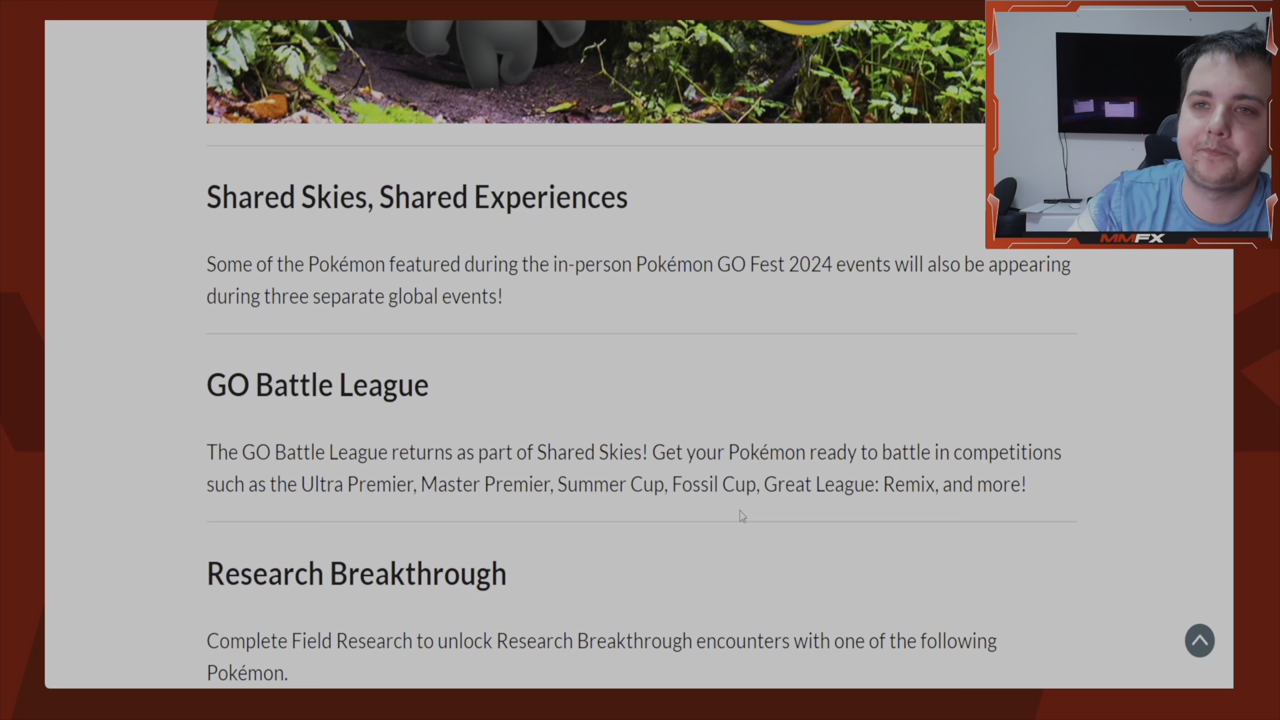 Shared Skies, Shared Experiences
Some of the Pokémon featured during the in-person Pokémon GO Fest 2024 events will also be appearing
during three separate global events!
GO Battle League
The GO Battle League returns as part of Shared Skies! Get your Pokémon ready to battle in competitions
such as the Ultra Premier, Master Premier, Summer Cup, Fossil Cup, Great League: Remix, and more!
Research Breakthrough
Complete Field Research to unlock Research Breakthrough encounters with one of the following
Pokémon.
MMFX